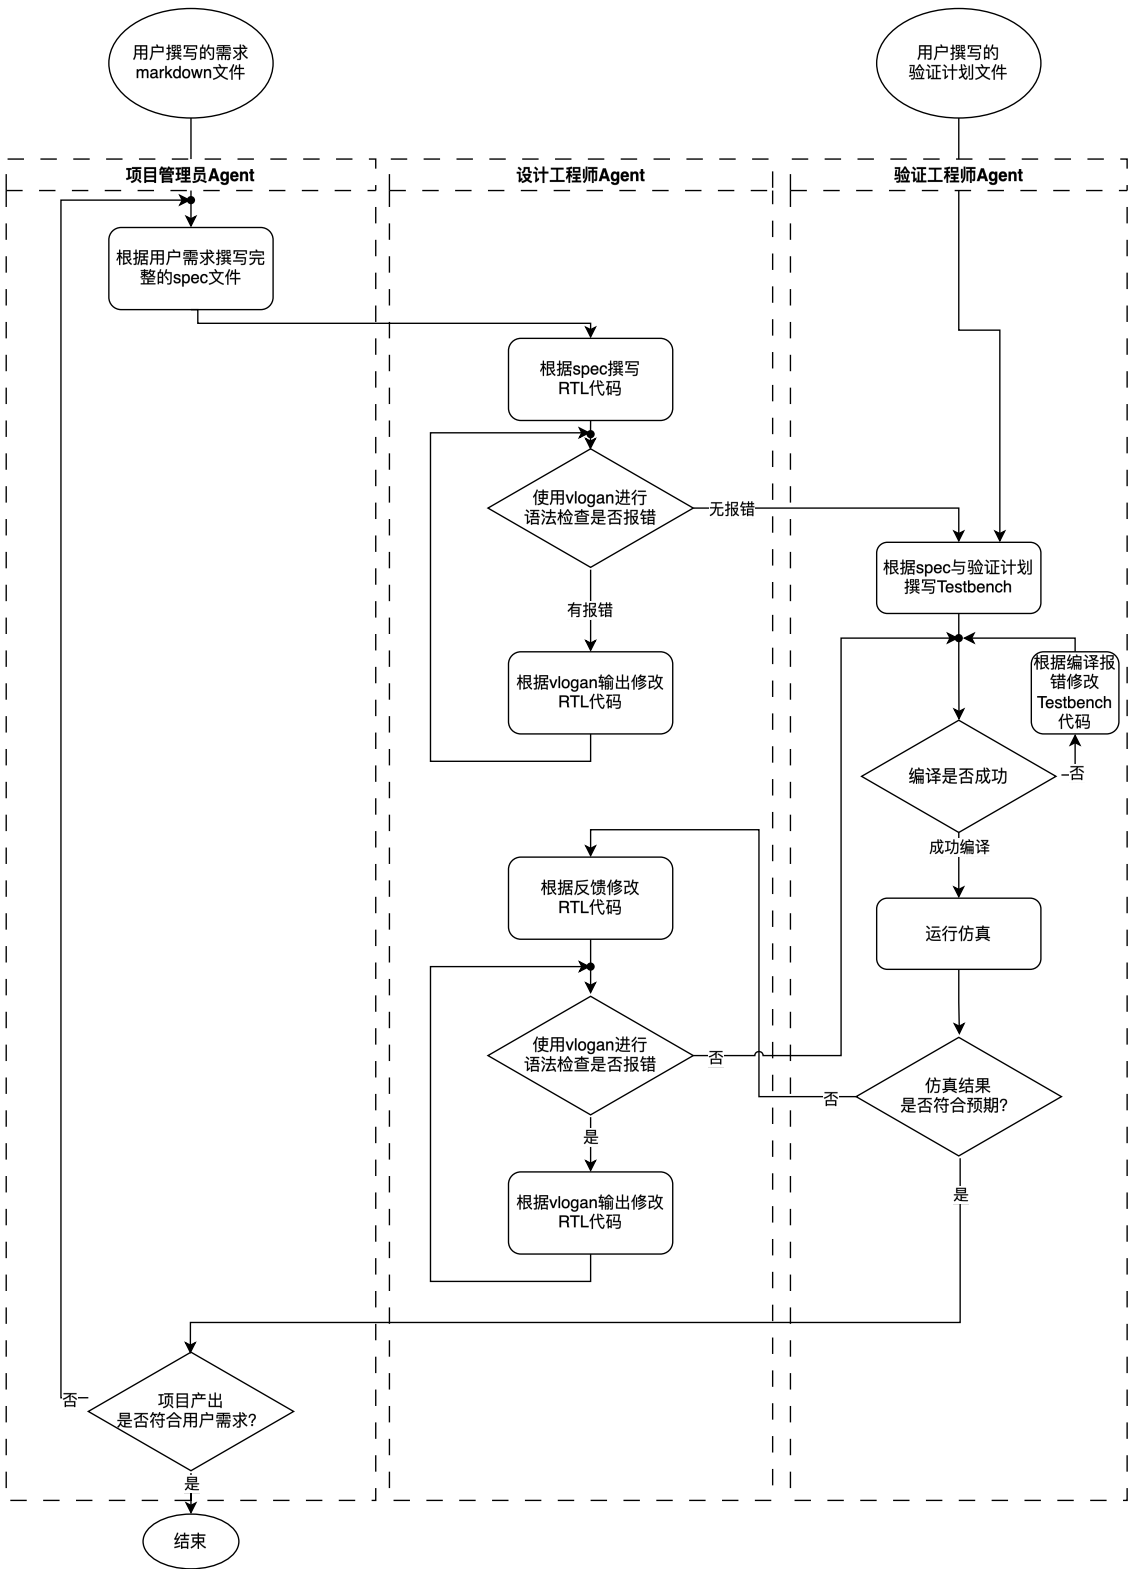 用户撰写的需求
markdown文件
用户撰写的
验证计划文件
项目管理员Agent
设计工程师Agent
验证工程师Agent
根据用户需求撰写完
整的spec文件
根据spec撰写
RTL代码
使用vlogan进行
语法检查是否报错
无报错
有报错
根据vlogan输出修改
RTL代码
根据spec与验证计划
撰写Testbench
根据编译报
错修改
Testbench
代码
编译是否成功
否
成功编译
运行仿真
根据反馈修改
RTL代码
使用vlogan进行
语法检查是否报错
否
是
根据vlogan输出修改
RTL代码
仿真结果
是否符合预期?
否
是
项目产出
是否符合用户需求?
否
是
结束